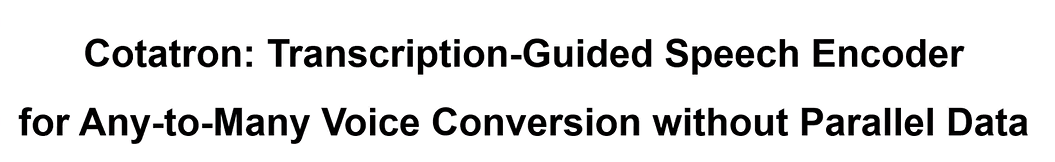 Cotatron: Transcription-Guided Speech Encoder
for Any-to-Many Voice Conversion without Parallel Data